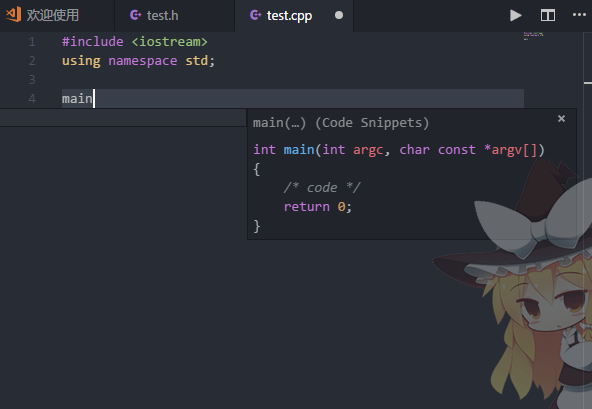 欢迎使用
test.h
test.cpp
1 #include <iostream>
2 using namespace std;
3
4 main
main(…) (Code Snippets)
int main(int argc, char const *argv[])
{
    /* code */
    return 0;
}